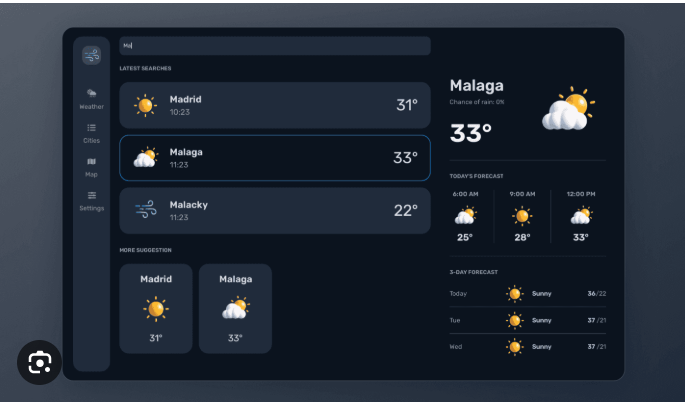 Ma
Weather
Cities
Map
Settings
LATEST SEARCHES
Madrid
10:23
31°
Malaga
11:23
33°
Malacky
11:23
22°
MORE SUGGESTION
Madrid
31°
Malaga
33°
Malaga
Chance of rain: 0%
33°
TODAY'S FORECAST
6:00 AM
25°
9:00 AM
28°
12:00 PM
33°
3-DAY FORECAST
Today Sunny 36/22
Tue Sunny 37/21
Wed Sunny 37/21